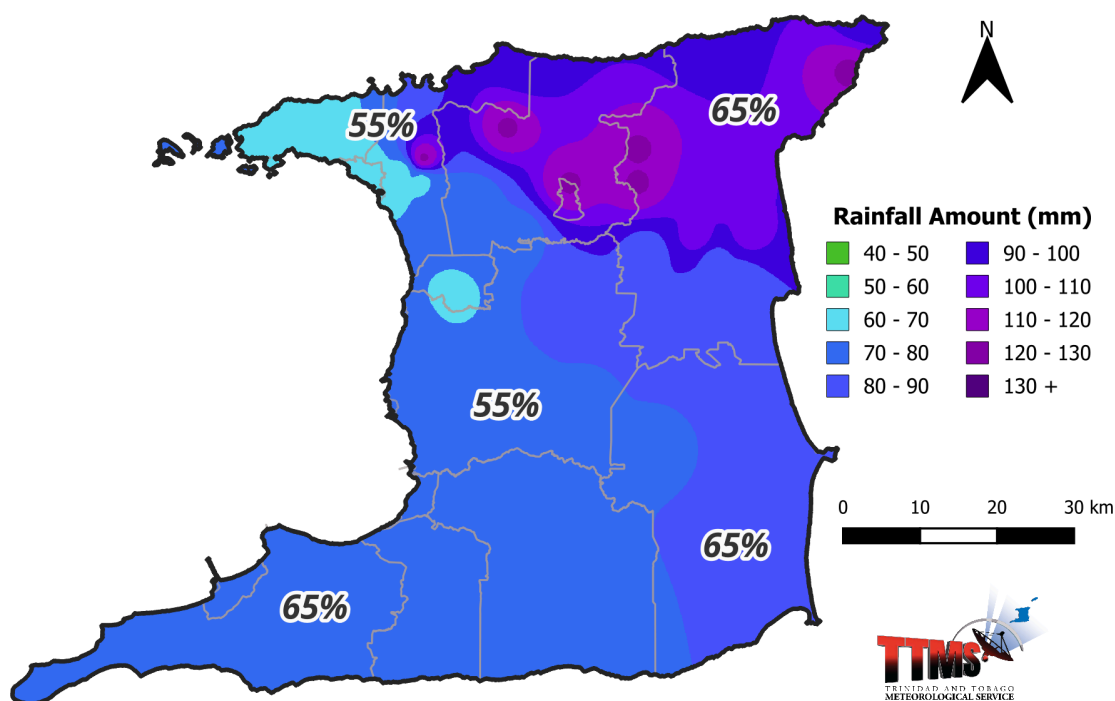 N
55%
65%
Rainfall Amount (mm)
40 - 50
50 - 60
60 - 70
70 - 80
80 - 90
90 - 100
100 - 110
110 - 120
120 - 130
130 +
55%
65%
65%
0 10 20 30 km
TTMS
TRINIDAD AND TOBAGO
METEOROLOGICAL SERVICE